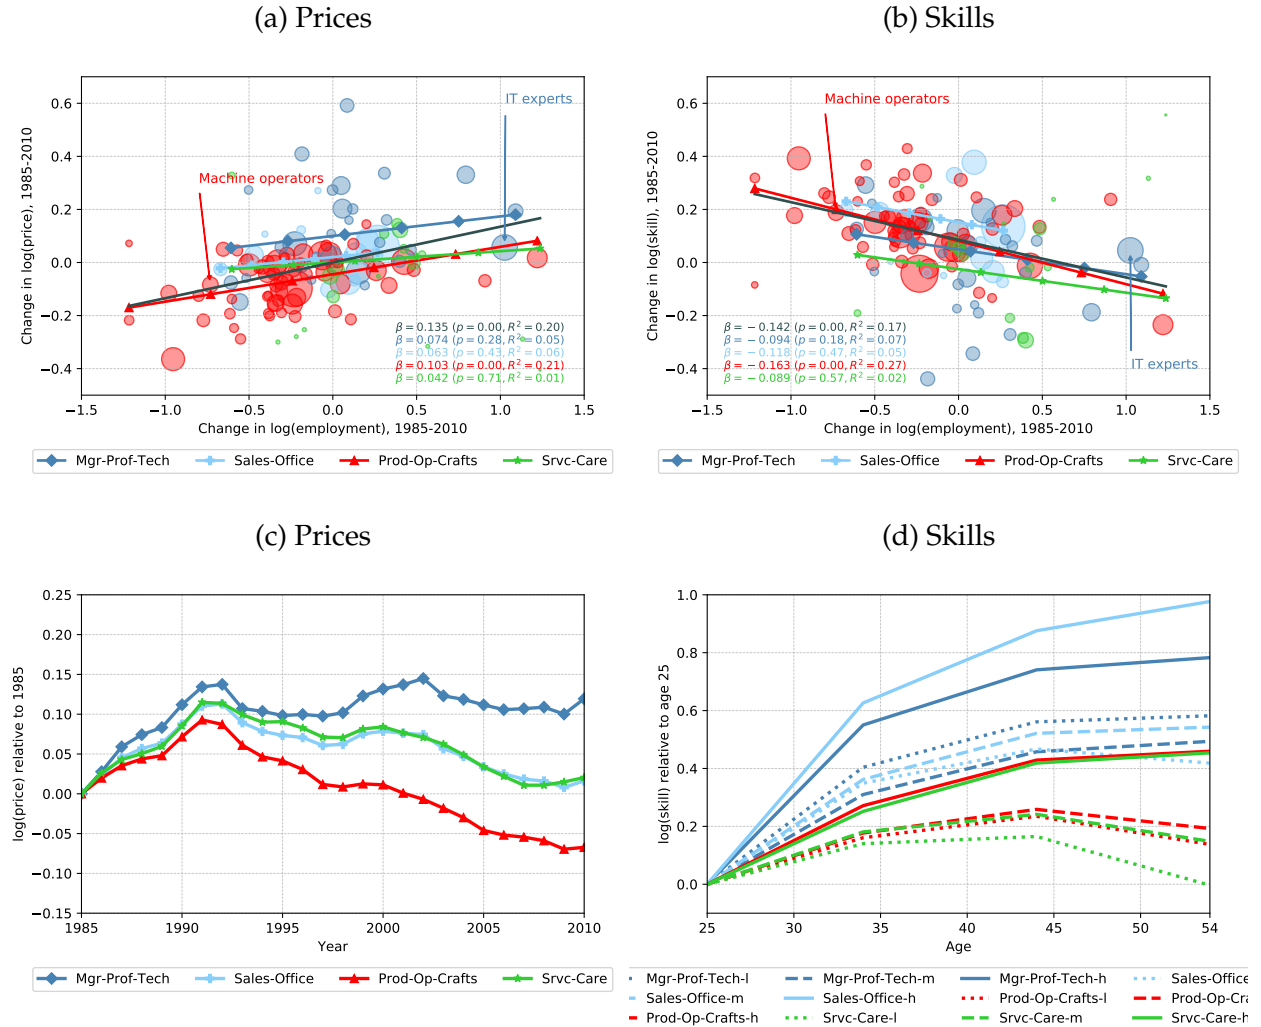 (a) Prices
(b) Skills
Change in log(price), 1985-2010
0.6
0.4
0.2
0.0
−0.2
−0.4
IT experts
Machine operators
β = 0.135 (p = 0.00, R² = 0.20)
β = 0.074 (p = 0.28, R² = 0.05)
β = 0.063 (p = 0.43, R² = 0.06)
β = 0.103 (p = 0.00, R² = 0.21)
β = 0.042 (p = 0.71, R² = 0.01)
−1.5 −1.0 −0.5 0.0 0.5 1.0 1.5
Change in log(employment), 1985-2010
Mgr-Prof-Tech Sales-Office Prod-Op-Crafts Srvc-Care
Change in log(skill), 1985-2010
0.6
0.4
0.2
0.0
−0.2
−0.4
Machine operators
β = − 0.142 (p = 0.00, R² = 0.17)
β = − 0.094 (p = 0.18, R² = 0.07)
β = − 0.118 (p = 0.47, R² = 0.05)
β = − 0.163 (p = 0.00, R² = 0.27)
β = − 0.089 (p = 0.57, R² = 0.02)
IT experts
−1.5 −1.0 −0.5 0.0 0.5 1.0 1.5
Change in log(employment), 1985-2010
Mgr-Prof-Tech Sales-Office Prod-Op-Crafts Srvc-Care
(c) Prices
(d) Skills
log(price) relative to 1985
0.25
0.20
0.15
0.10
0.05
0.00
−0.05
−0.10
−0.15
1985 1990 1995 2000 2005 2010
Year
Mgr-Prof-Tech Sales-Office Prod-Op-Crafts Srvc-Care
log(skill) relative to age 25
1.0
0.8
0.6
0.4
0.2
0.0
25 30 35 40 45 50 54
Age
Mgr-Prof-Tech-l Mgr-Prof-Tech-m Mgr-Prof-Tech-h Sales-Office
Sales-Office-m Sales-Office-h Prod-Op-Crafts-l Prod-Op-Cra
Prod-Op-Crafts-h Srvc-Care-l Srvc-Care-m Srvc-Care-h